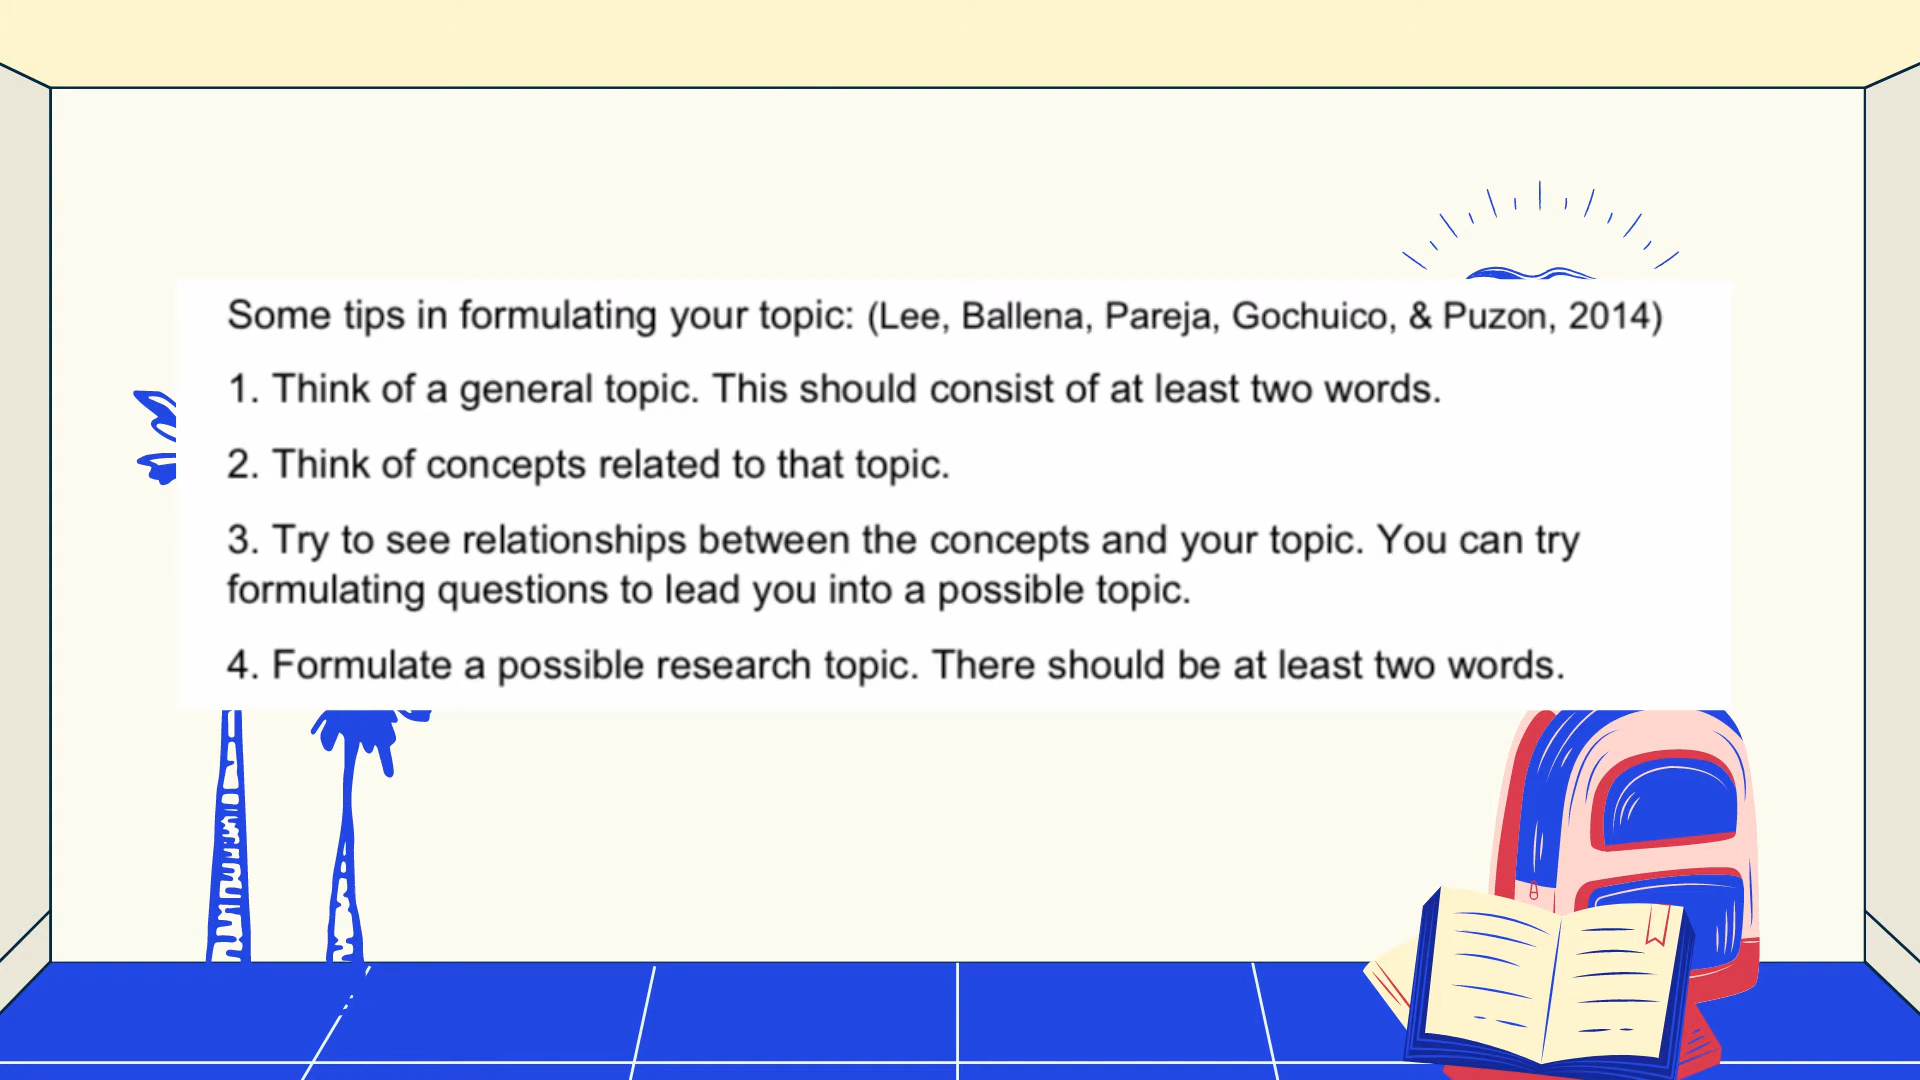 Some tips in formulating your topic: (Lee, Ballena, Pareja, Gochuico, & Puzon, 2014)
1. Think of a general topic. This should consist of at least two words.
2. Think of concepts related to that topic.
3. Try to see relationships between the concepts and your topic. You can try
formulating questions to lead you into a possible topic.
4. Formulate a possible research topic. There should be at least two words.